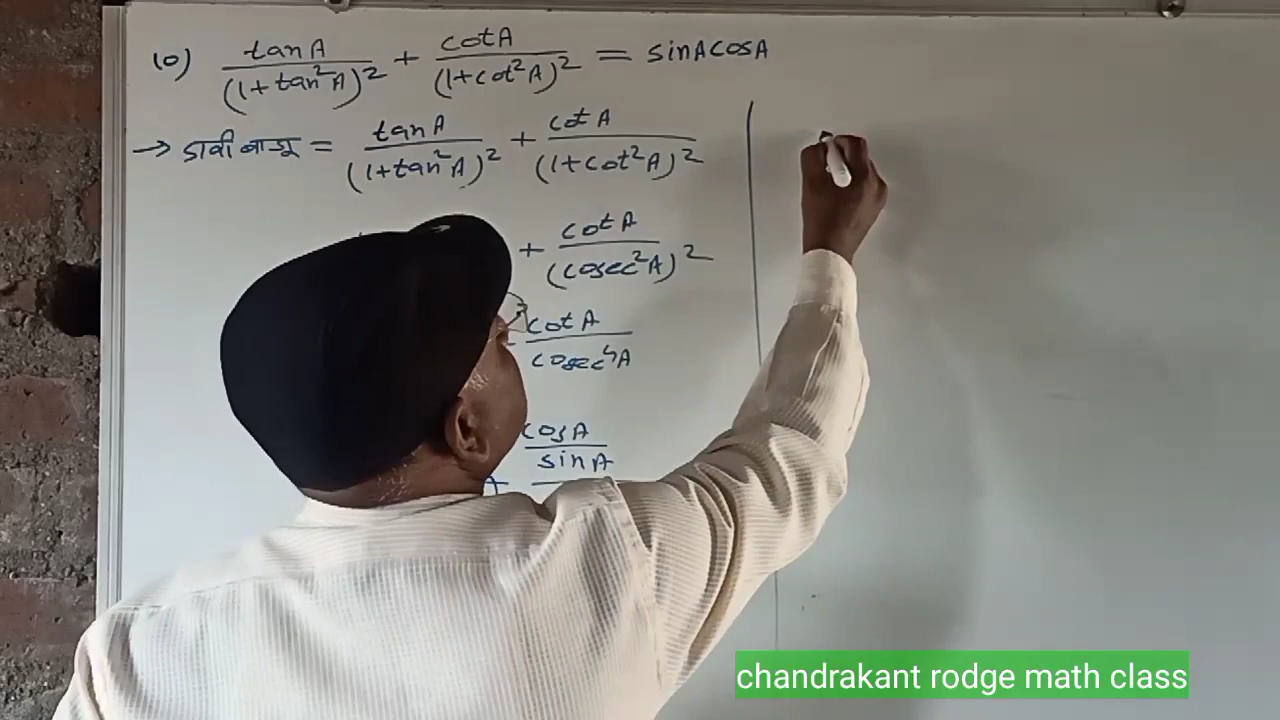 10) tanA/(1+tan²A)² + cotA/(1+cot²A)² = sinAcosA
→ डावी बाजू = tanA/(1+tan²A)² + cotA/(1+cot²A)²
+ cotA/(cosec²A)²
cotA/cosec⁴A
+ cosA/sinA
chandrakant rodge math class